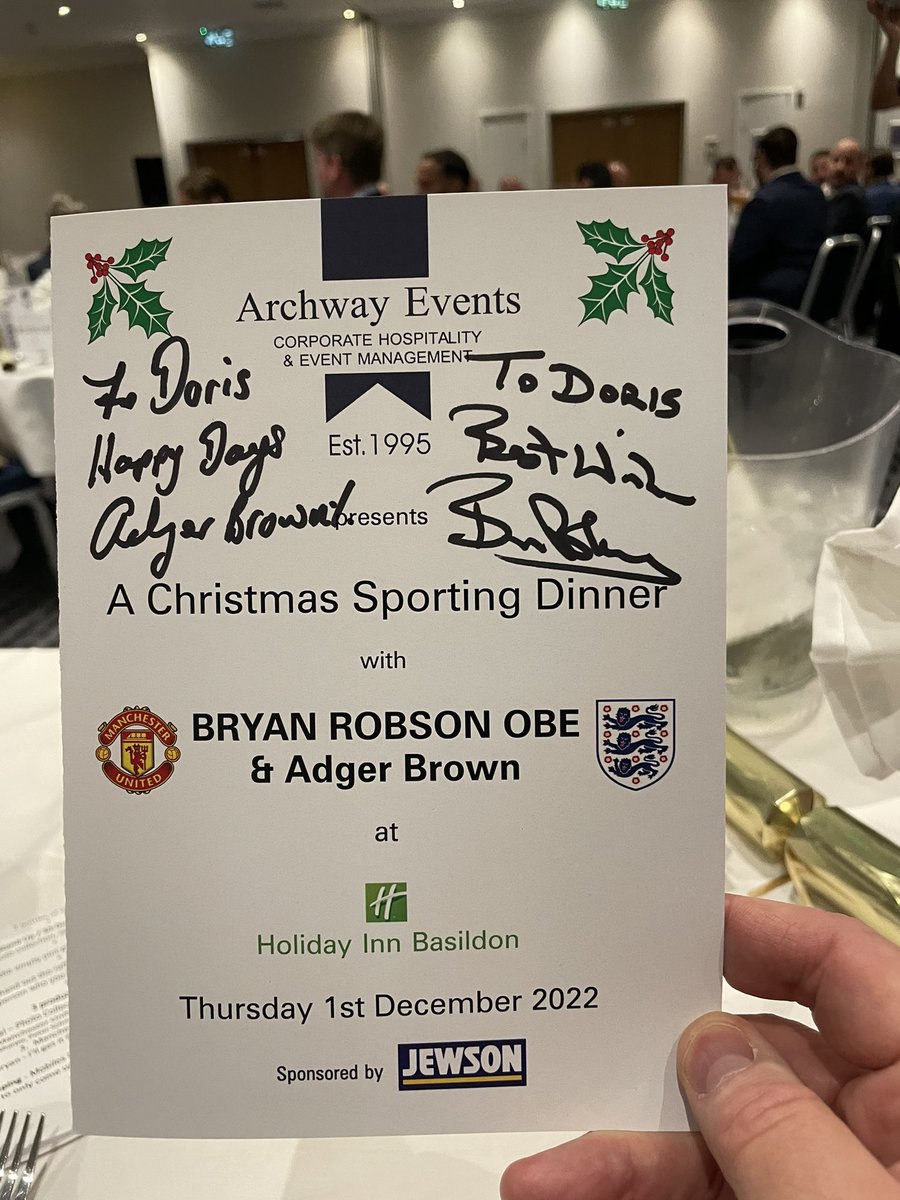 Archway Events
CORPORATE HOSPITALITY
& EVENT MANAGEMENT
To Doris
Happy Days
Adger Brown
TO DORIS
Best Wishes
Est.1995
presents
A Christmas Sporting Dinner
with
MANCHESTER
UNITED
BRYAN ROBSON OBE
& Adger Brown
at
H
Holiday Inn Basildon
Thursday 1st December 2022
Sponsored by JEWSON